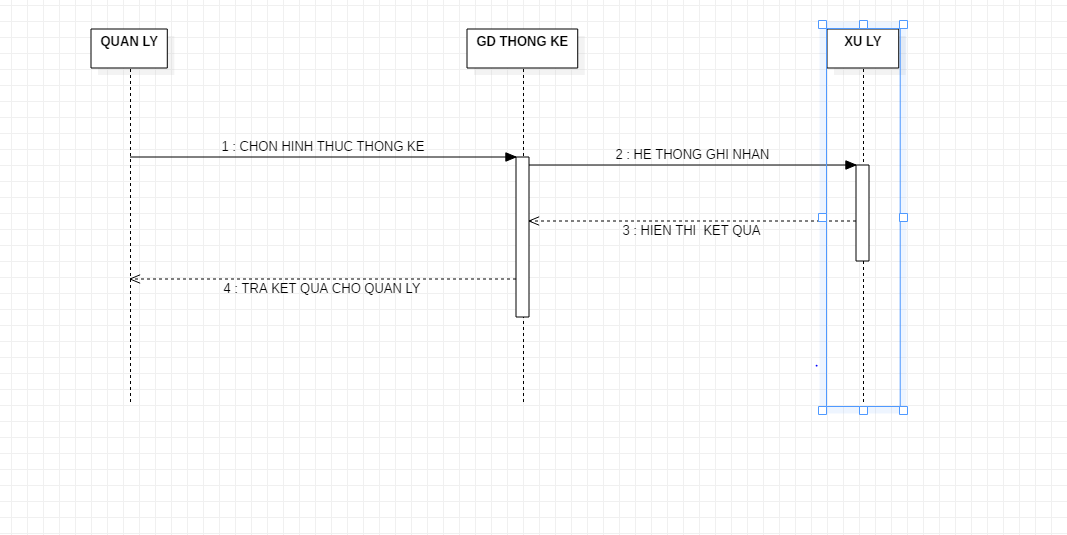 QUAN LY
GD THONG KE
XU LY
1 : CHON HINH THUC THONG KE
2 : HE THONG GHI NHAN
3 : HIEN THI  KET QUA
4 : TRA KET QUA CHO QUAN LY